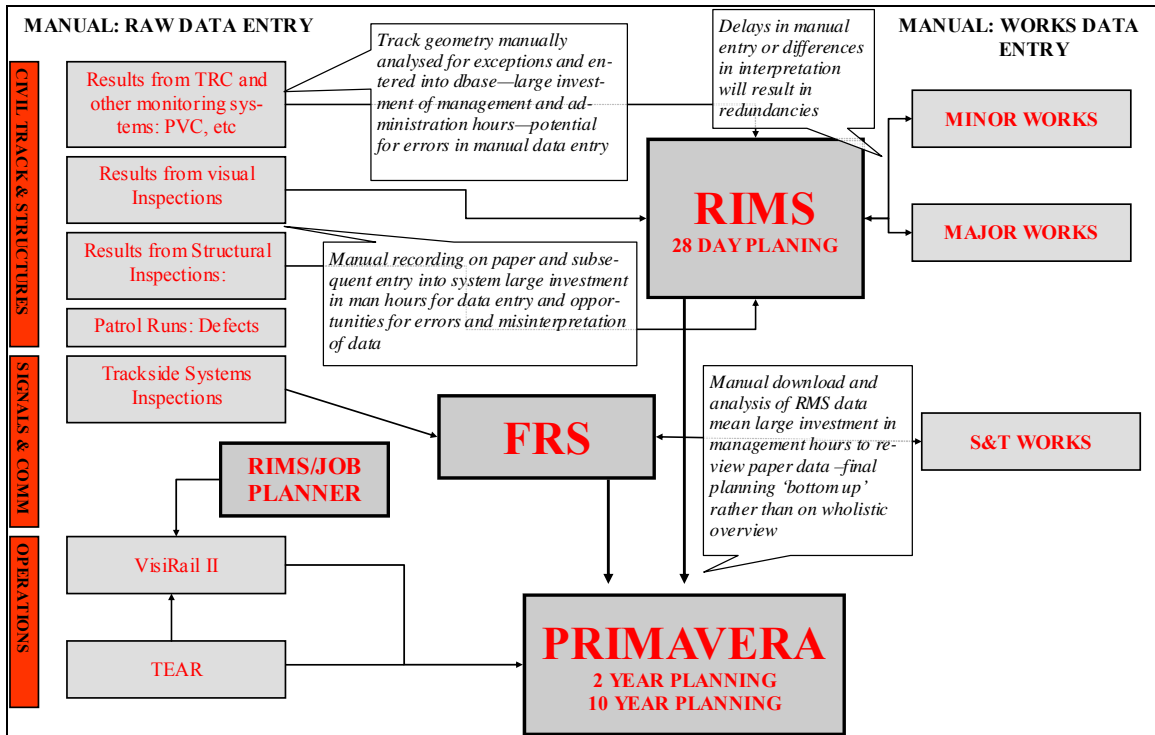 MANUAL: RAW DATA ENTRY
MANUAL: WORKS DATA
ENTRY
CIVIL TRACK & STRUCTURES
Results from TRC and
other monitoring sys-
tems: PVC, etc
Track geometry manually
analysed for exceptions and en-
tered into dbase—large invest-
ment of management and ad-
ministration hours—potential
for errors in manual data entry
Delays in manual
entry or differences
in interpretation
will result in
redundancies
MINOR WORKS
Results from visual
Inspections
RIMS
28 DAY PLANING
MAJOR WORKS
Results from Structural
Inspections:
Manual recording on paper and subse-
quent entry into system large investment
in man hours for data entry and oppor-
tunities for errors and misinterpretation
of data
Patrol Runs: Defects
SIGNALS & COMM
Trackside Systems
Inspections
FRS
Manual download and
analysis of RMS data
mean large investment in
management hours to re-
view paper data –final
planning ‘bottom up’
rather than on wholistic
overview
S&T WORKS
RIMS/JOB
PLANNER
OPERATIONS
VisiRail II
TEAR
PRIMAVERA
2 YEAR PLANNING
10 YEAR PLANNING